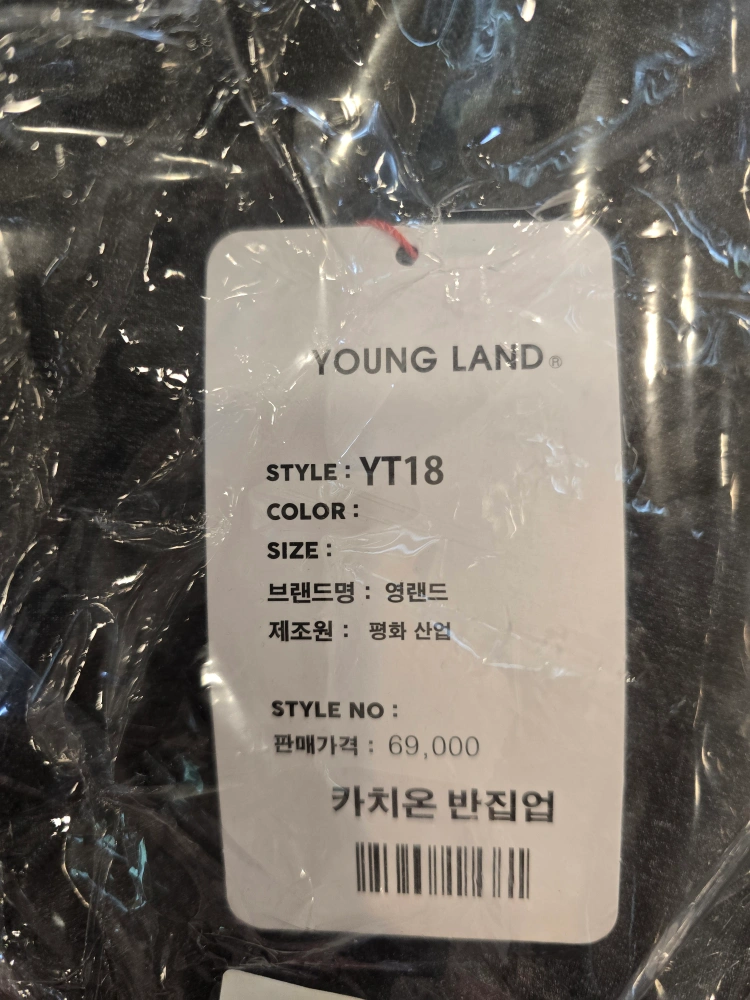 YOUNG LAND®
STYLE : YT18
COLOR :
SIZE :
브랜드명 : 영랜드
제조원 : 평화 산업
STYLE NO :
판매가격 : 69,000
카치온 반집업